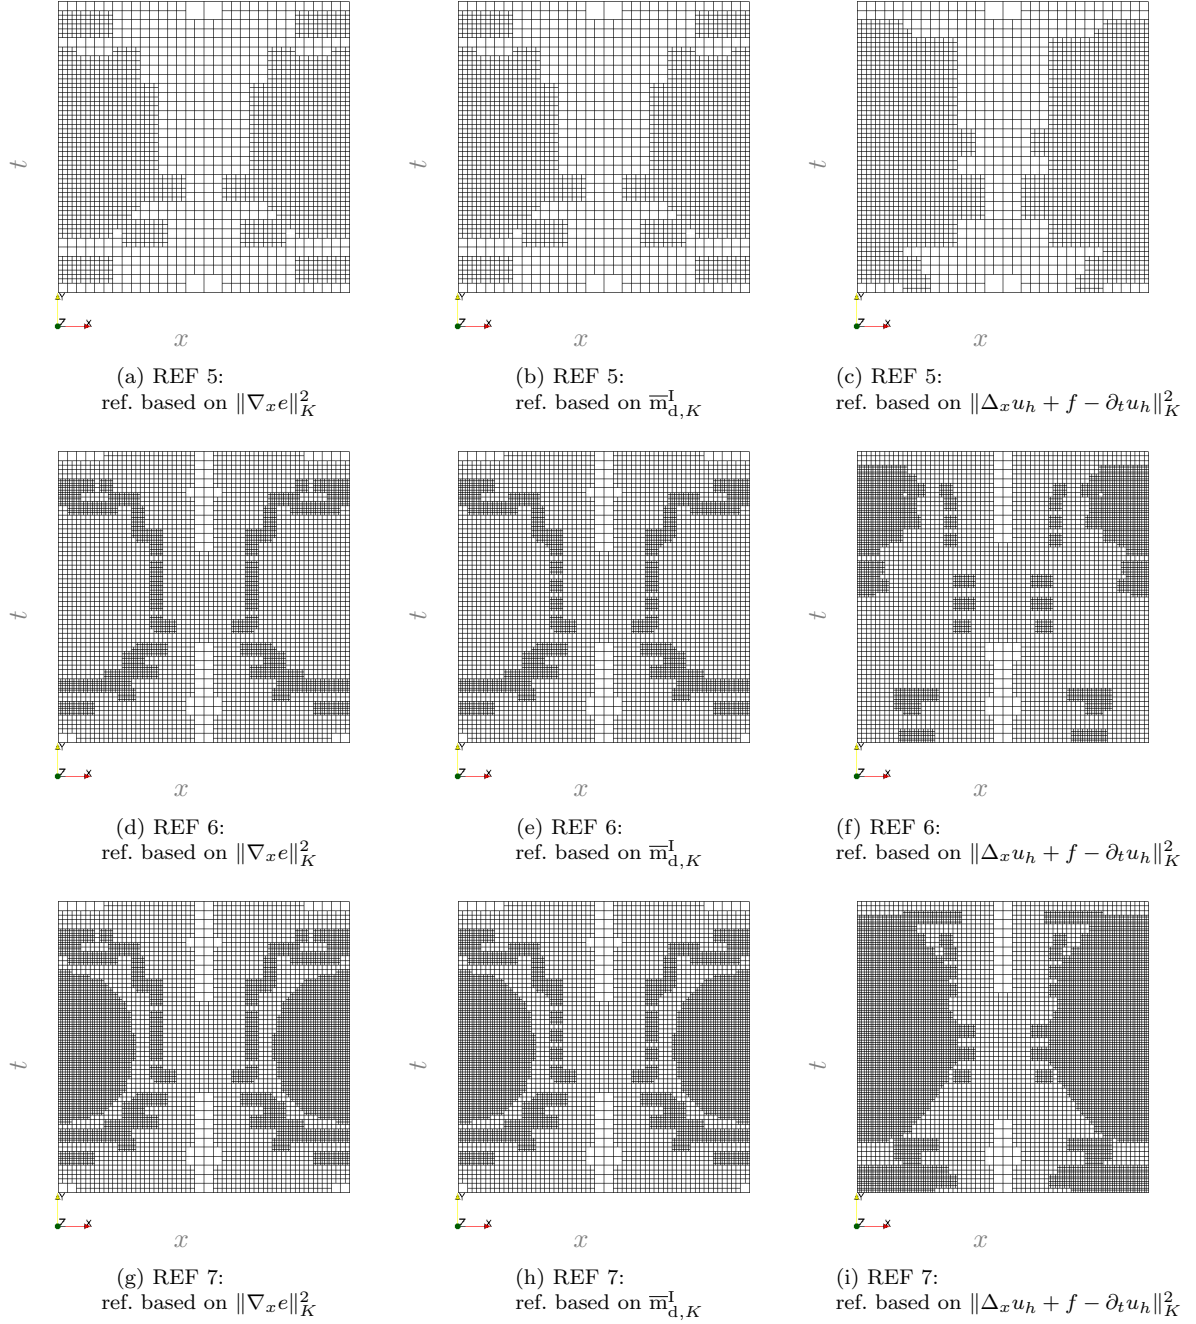 t
t
t
Y
Z X
Y
Z X
Y
Z X
x
x
x
(a) REF 5:
ref. based on ‖∇ₓe‖²_K
(b) REF 5:
ref. based on m̅ᴵ_{d,K}
(c) REF 5:
ref. based on ‖Δₓu_h + f − ∂ₜu_h‖²_K
t
t
t
Y
Z X
Y
Z X
Y
Z X
x
x
x
(d) REF 6:
ref. based on ‖∇ₓe‖²_K
(e) REF 6:
ref. based on m̅ᴵ_{d,K}
(f) REF 6:
ref. based on ‖Δₓu_h + f − ∂ₜu_h‖²_K
t
t
t
Y
Z X
Y
Z X
Y
Z X
x
x
x
(g) REF 7:
ref. based on ‖∇ₓe‖²_K
(h) REF 7:
ref. based on m̅ᴵ_{d,K}
(i) REF 7:
ref. based on ‖Δₓu_h + f − ∂ₜu_h‖²_K